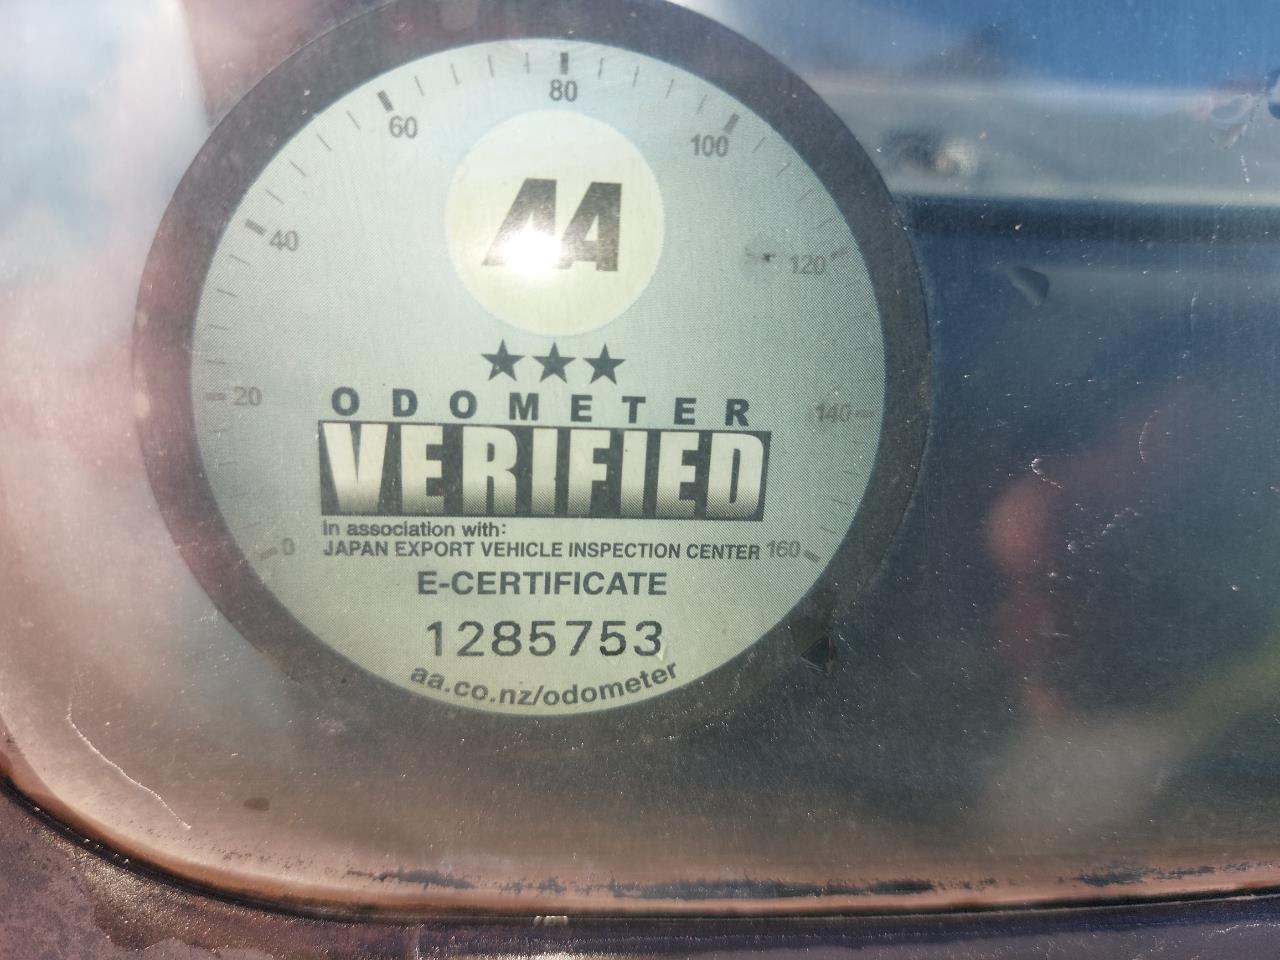 80
60
100
AA
40
120
20
ODOMETER
140
VERIFIED
In association with:
0
JAPAN EXPORT VEHICLE INSPECTION CENTER
160
E-CERTIFICATE
1285753
aa.co.nz/odometer